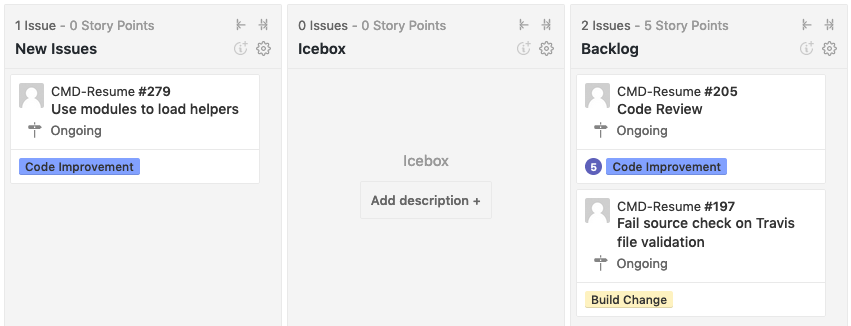 1 Issue - 0 Story Points
New Issues
CMD-Resume #279
Use modules to load helpers
Ongoing
Code Improvement
0 Issues - 0 Story Points
Icebox
Icebox
Add description +
2 Issues - 5 Story Points
Backlog
CMD-Resume #205
Code Review
Ongoing
5 Code Improvement
CMD-Resume #197
Fail source check on Travis
file validation
Ongoing
Build Change